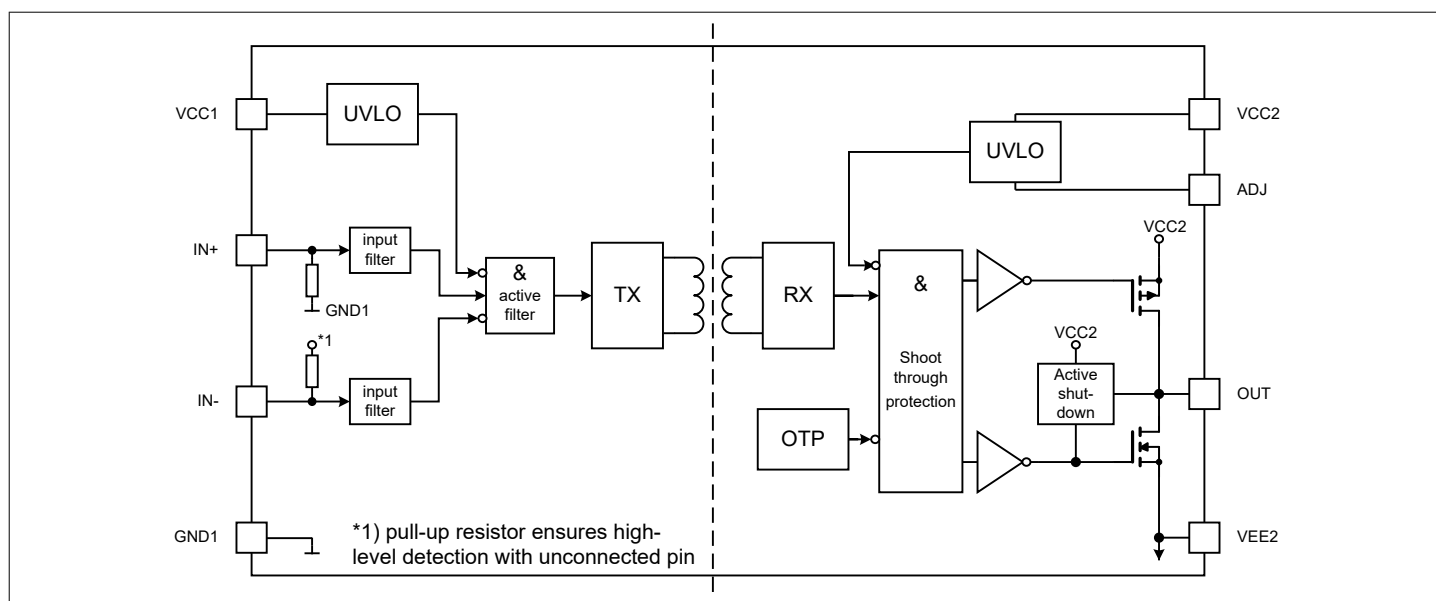 VCC1
UVLO
VCC2
UVLO
ADJ
VCC2
IN+
input
filter
GND1
&
active
filter
TX
RX
&
*1
VCC2
Shoot
through
protection
Active
shut-
down
IN-
input
filter
OUT
OTP
GND1
*1) pull-up resistor ensures high-
level detection with unconnected pin
VEE2